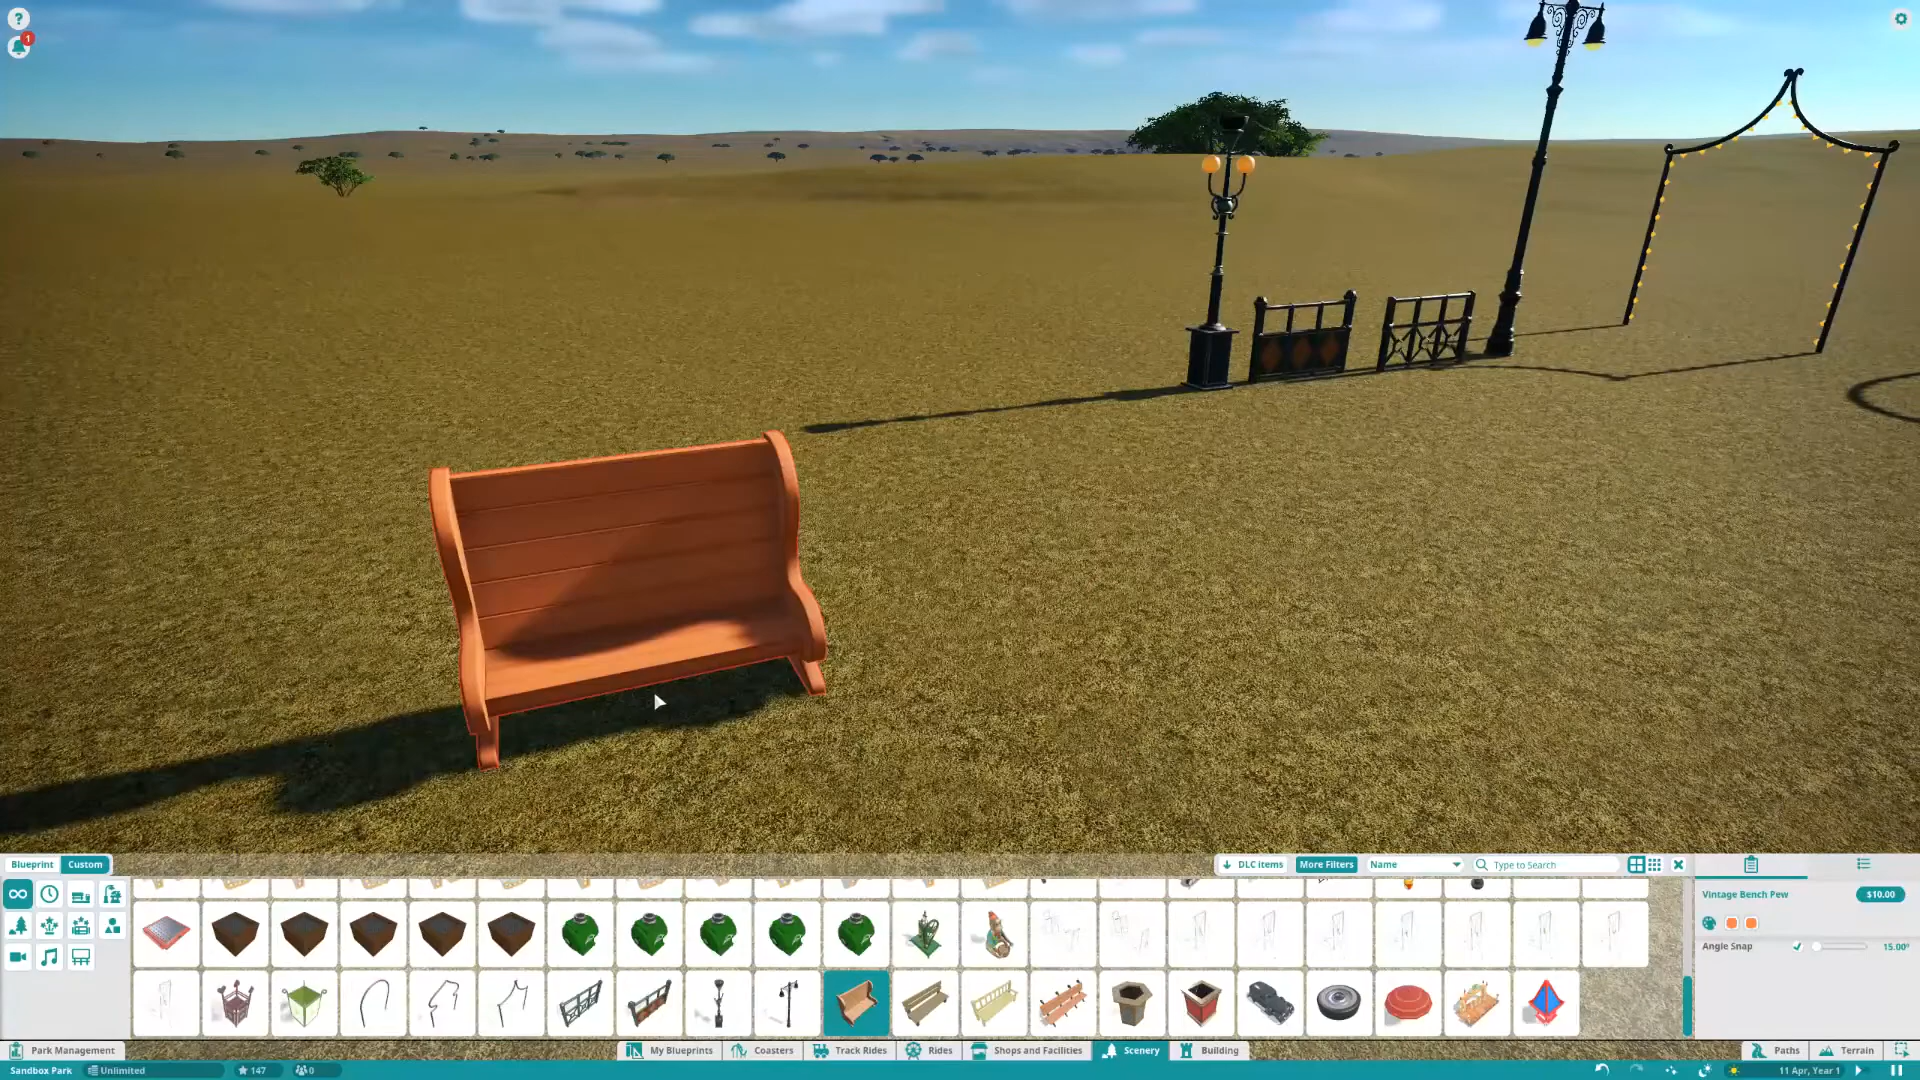 ?
1
Blueprint
Custom
DLC items
More Filters
Name
Type to Search
Vintage Bench Pew
$10.00
Angle Snap
15.00°
Park Management
My Blueprints
Coasters
Track Rides
Rides
Shops and Facilities
Scenery
Building
Paths
Terrain
Sandbox Park
Unlimited
147
0
11 Apr, Year 1